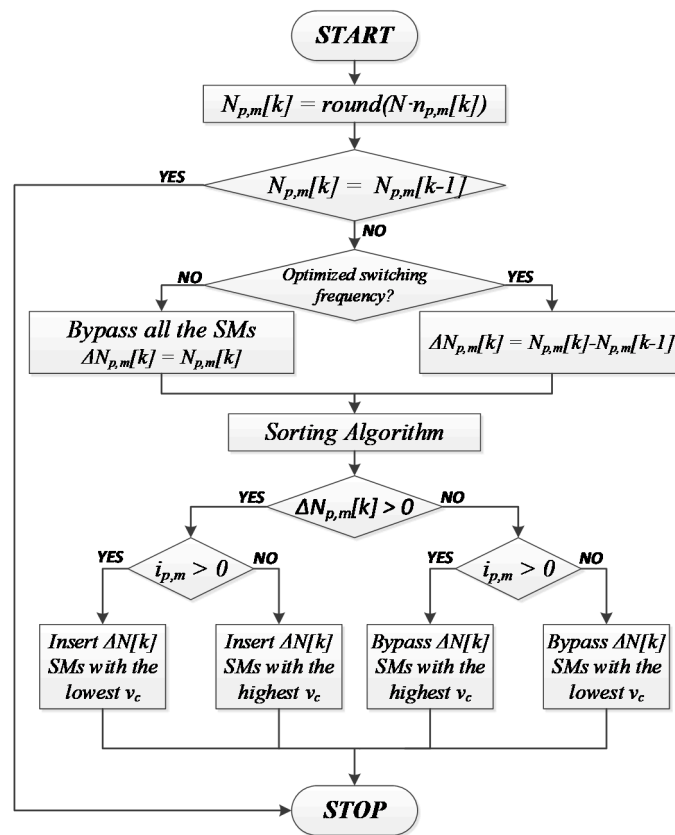 START
N_{p,m}[k] = round(N·n_{p,m}[k])
YES
N_{p,m}[k] = N_{p,m}[k-1]
NO
NO
Optimized switching
frequency?
YES
Bypass all the SMs
ΔN_{p,m}[k] = N_{p,m}[k]
ΔN_{p,m}[k] = N_{p,m}[k]-N_{p,m}[k-1]
Sorting Algorithm
YES
ΔN_{p,m}[k] > 0
NO
YES
i_{p,m} > 0
NO
YES
i_{p,m} > 0
NO
Insert ΔN[k]
SMs with the
lowest v_c
Insert ΔN[k]
SMs with the
highest v_c
Bypass ΔN[k]
SMs with the
highest v_c
Bypass ΔN[k]
SMs with the
lowest v_c
STOP